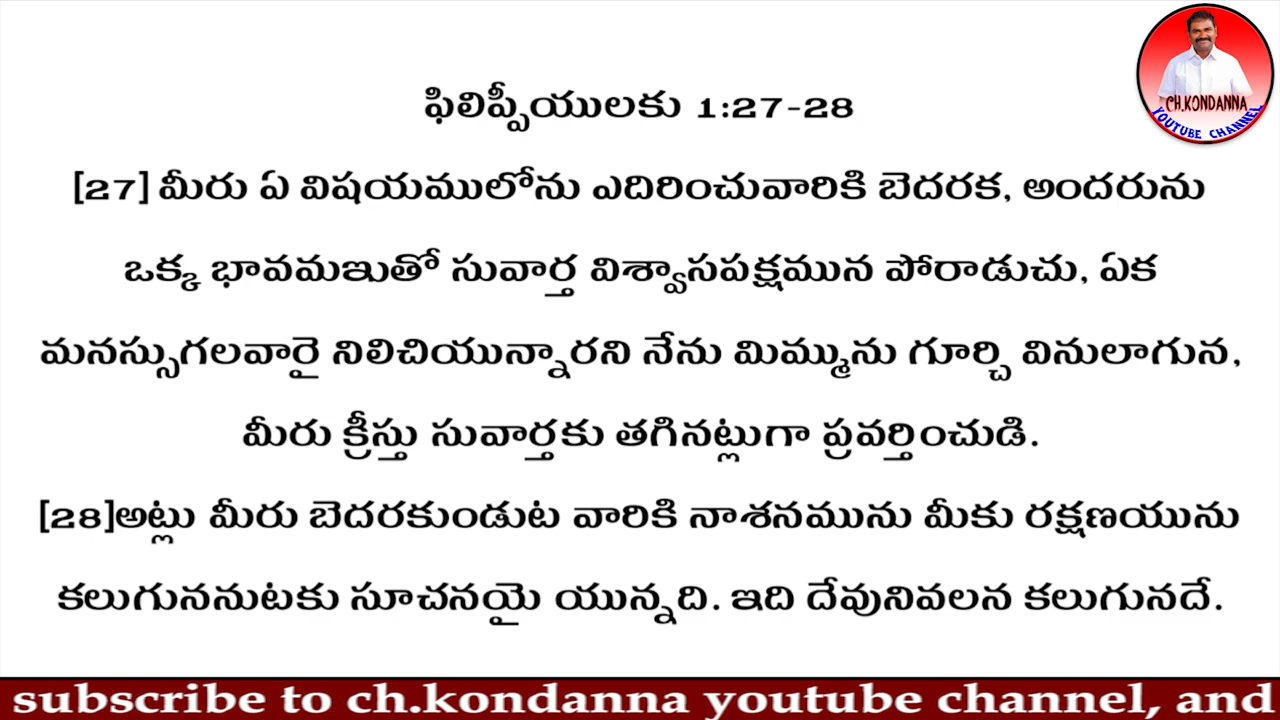 ఫిలిప్పీయులకు 1:27-28
CH.KONDANNA
YOUTUBE CHANNEL
[27] మీరు ఏ విషయములోను ఎదిరించువారికి బెదరక, అందరును
ఒక్క భావముఖుతో సువార్త విశ్వాసపక్షమున పోరాడుచు, ఏక
మనస్సుగలవారై నిలిచియున్నారని నేను మిమ్మును గూర్చి వినులాగున,
మీరు క్రీస్తు సువార్తకు తగినట్లుగా ప్రవర్తించుడి.
[28]అట్లు మీరు బెదరకుండుట వారికి నాశనమును మీకు రక్షణయును
కలుగుననుటకు సూచనయై యున్నది. ఇది దేవునివలన కలుగునదే.
subscribe to ch.kondanna youtube channel, and